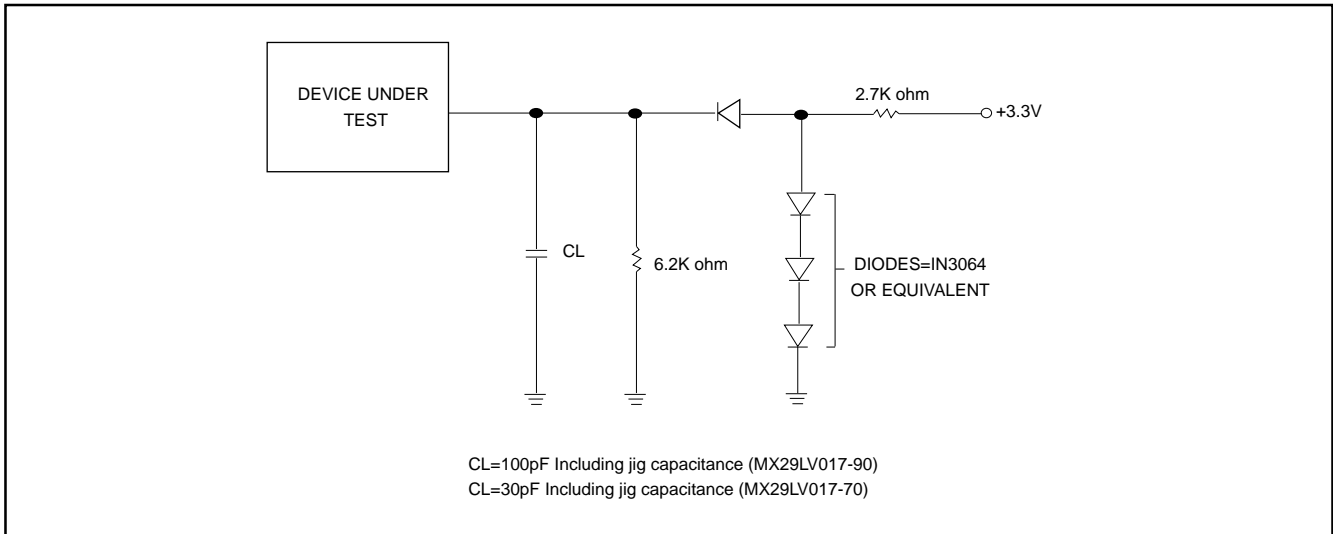 DEVICE UNDER
TEST
2.7K ohm
+3.3V
CL
6.2K ohm
DIODES=IN3064
OR EQUIVALENT
CL=100pF Including jig capacitance (MX29LV017-90)
CL=30pF Including jig capacitance (MX29LV017-70)